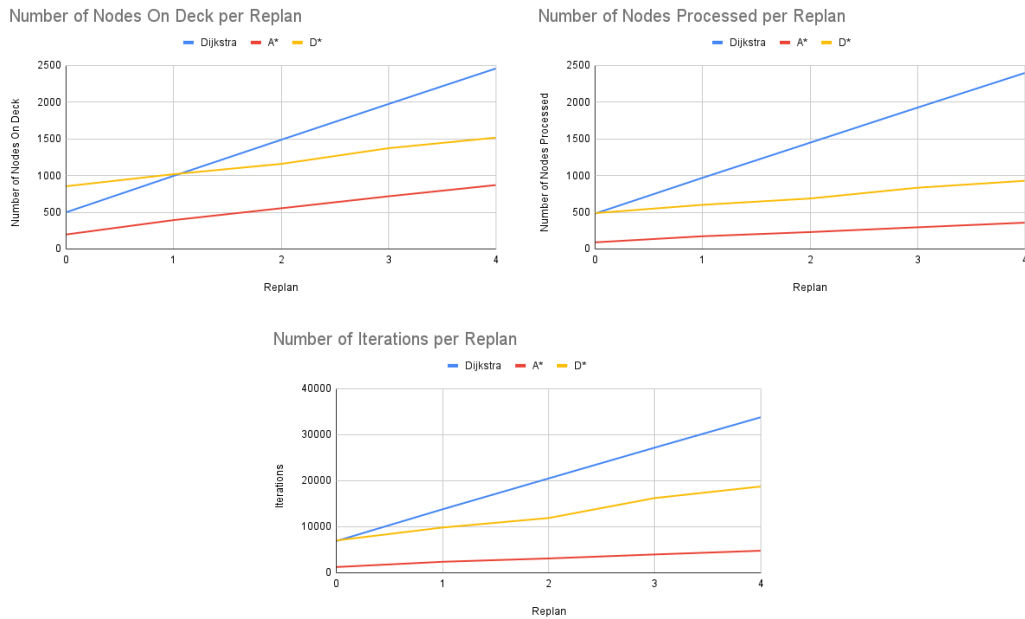 Number of Nodes On Deck per Replan
Dijkstra A* D*
Number of Nodes On Deck
2500
2000
1500
1000
500
0
0 1 2 3 4
Replan
Number of Nodes Processed per Replan
Dijkstra A* D*
Number of Nodes Processed
2500
2000
1500
1000
500
0
0 1 2 3 4
Replan
Number of Iterations per Replan
Dijkstra A* D*
Iterations
40000
30000
20000
10000
0
0 1 2 3 4
Replan